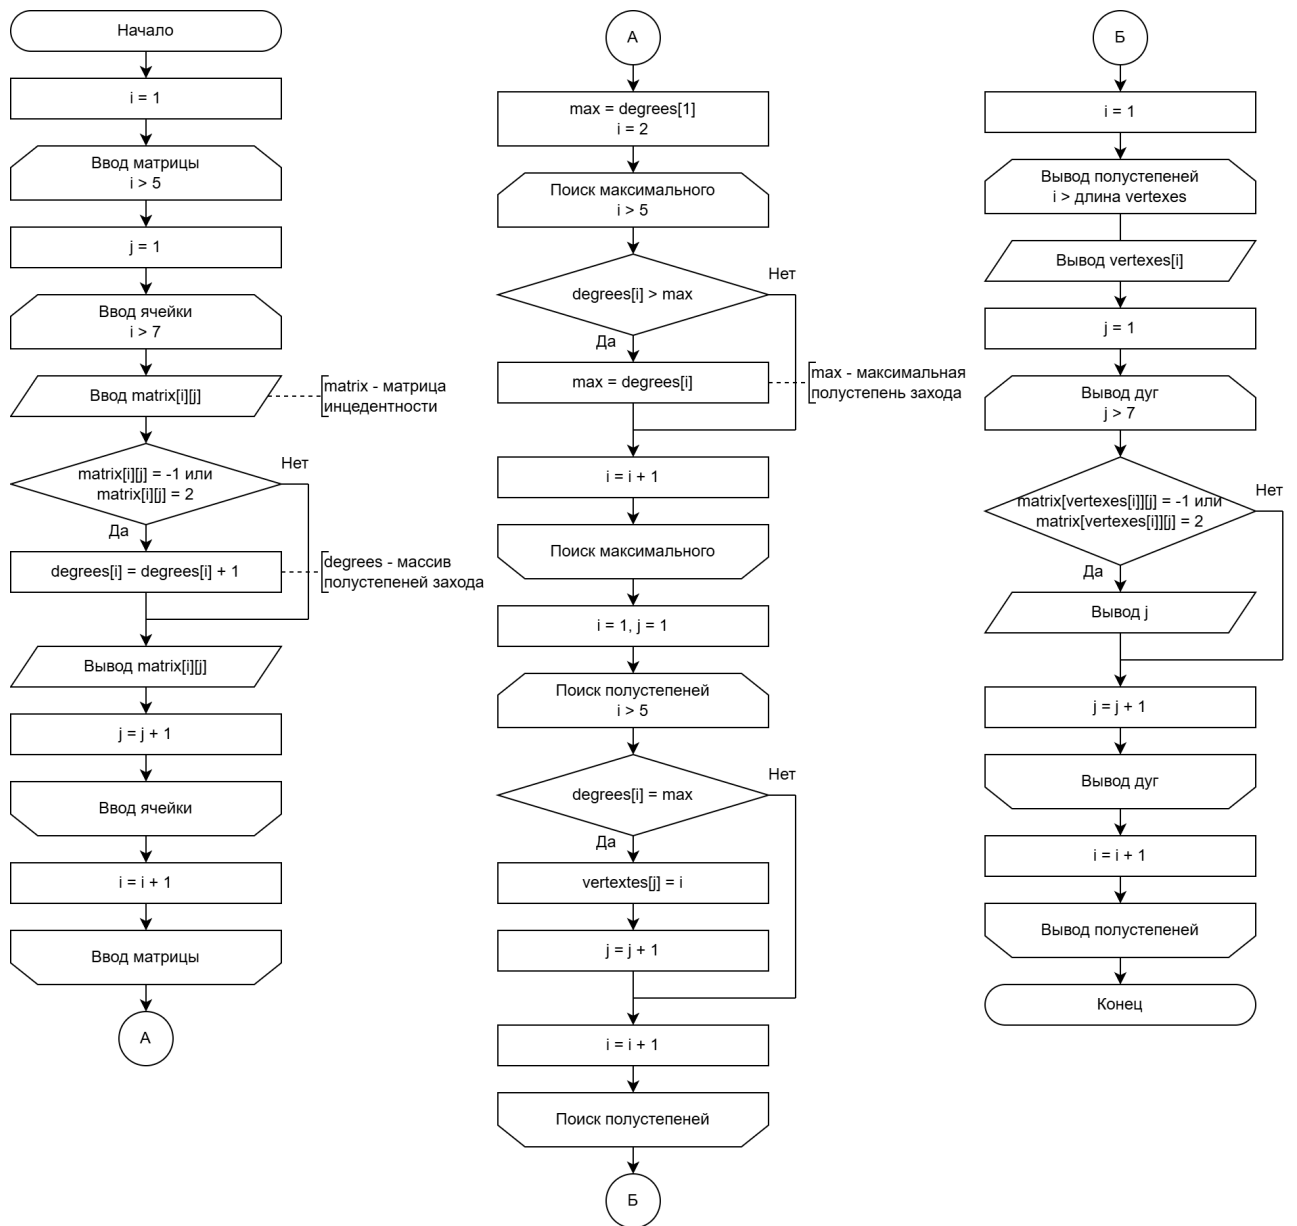 Начало
i = 1
Ввод матрицы
i > 5
j = 1
Ввод ячейки
i > 7
Ввод matrix[i][j]
matrix - матрица
инцедентности
matrix[i][j] = -1 или
matrix[i][j] = 2
Нет
Да
degrees[i] = degrees[i] + 1
degrees - массив
полустепеней захода
Вывод matrix[i][j]
j = j + 1
Ввод ячейки
i = i + 1
Ввод матрицы
А
А
max = degrees[1]
i = 2
Поиск максимального
i > 5
degrees[i] > max
Нет
Да
max = degrees[i]
max - максимальная
полустепень захода
i = i + 1
Поиск максимального
i = 1, j = 1
Поиск полустепеней
i > 5
degrees[i] = max
Нет
Да
vertextes[j] = i
j = j + 1
i = i + 1
Поиск полустепеней
Б
Б
i = 1
Вывод полустепеней
i > длина vertexes
Вывод vertexes[i]
j = 1
Вывод дуг
j > 7
matrix[vertexes[i]][j] = -1 или
matrix[vertexes[i]][j] = 2
Нет
Да
Вывод j
j = j + 1
Вывод дуг
i = i + 1
Вывод полустепеней
Конец